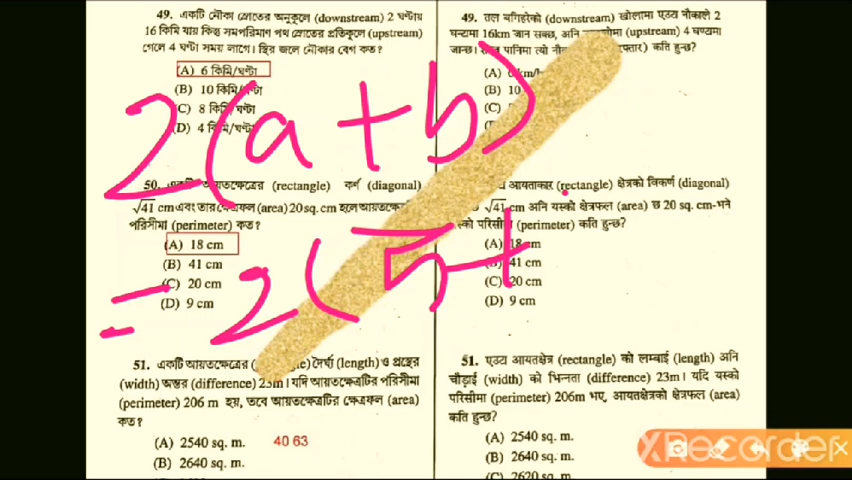 49. একটি নৌকা স্রোতের অনুকূলে (downstream) 2 ঘণ্টায়
16 কিমি যায় কিন্তু সমপরিমাণ পথ স্রোতের প্রতিকূলে (upstream)
গেলে 4 ঘণ্টা সময় লাগে। স্থির জলে নৌকার বেগ কত?
(A) 6 কিমি/ঘণ্টা
(B) 10 কিমি/ঘণ্টা
(C) 8 কিমি/ঘণ্টা
(D) 4 কিমি/
2(a+b)
50. (rectangle) কর্ণ (diagonal)
√41 cm এবং তার ক্ষেত্রফল (area) 20 sq. cm হলে
পরিসীমা (perimeter) কত?
(A) 18 cm
(B) 41 cm
(C) 20 cm
(D) 9 cm
= 2(5+
51. একটি আয়তক্ষেত্রের দৈর্ঘ্য (length) ও প্রস্থের
(width) অন্তর (difference) 23m। যদি আয়তক্ষেত্রটির পরিসীমা
(perimeter) 206 m হয়, তবে আয়তক্ষেত্রটির ক্ষেত্রফল (area)
কত?
(A) 2540 sq. m. 40 63
(B) 2640 sq. m.
49. तल बगिरहेको (downstream) खोलामा एउटा नौकाले 2
घन्टामा 16km जान सक्छ, अनि (upstream) 4 घण्टामा
जान्छ। पानिमा त्यो कति हुन्छ?
(A)
(B) 10
(C)
आयताकार (rectangle) क्षेत्रको विकर्ण (diagonal)
√41 cm अनि यस्को क्षेत्रफल (area) छ 20 sq. cm-भने
परिसीमा (perimeter) कति हुन्छ?
(A) 18 cm
(B) 41 cm
(C) 20 cm
(D) 9 cm
51. एउटा आयतक्षेत्र (rectangle) को लम्बाई (length) अनि
चौड़ाई (width) को भिन्नता (difference) 23m। यदि यस्को
परिसीमा (perimeter) 206m भए, आयतक्षेत्रको क्षेत्रफल (area)
कति हुन्छ?
(A) 2540 sq. m.
(B) 2640 sq. m.
(C) 2620 sq. m.
XRecorder